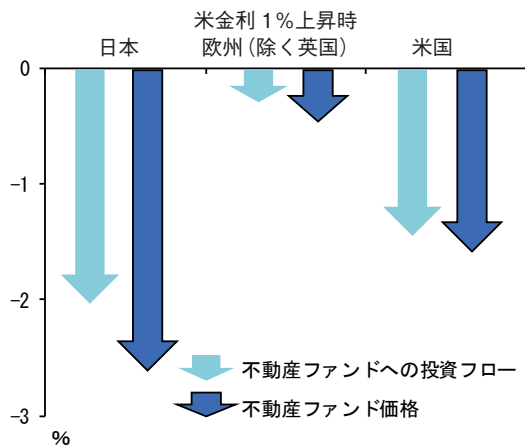 米金利1%上昇時
日本
欧州(除く英国)
米国
0
-1
-2
-3
%
不動産ファンドへの投資フロー
不動産ファンド価格